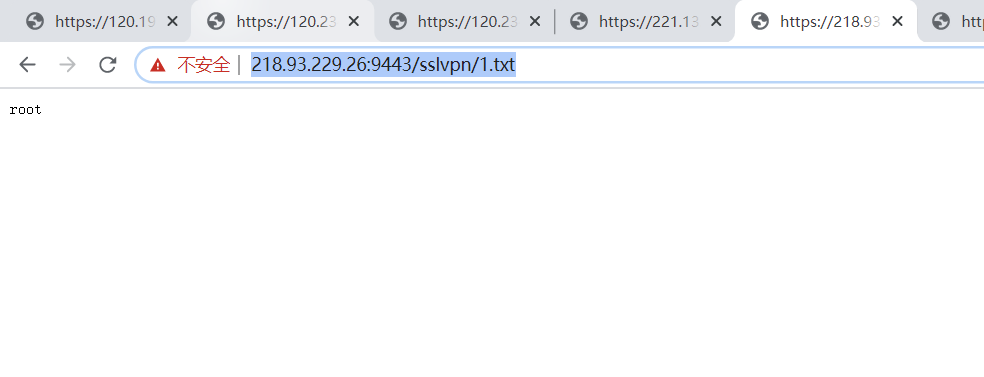 https://120.19
https://120.23
https://120.23
https://221.13
https://218.93
htt
不安全
218.93.229.26:9443/sslvpn/1.txt
root